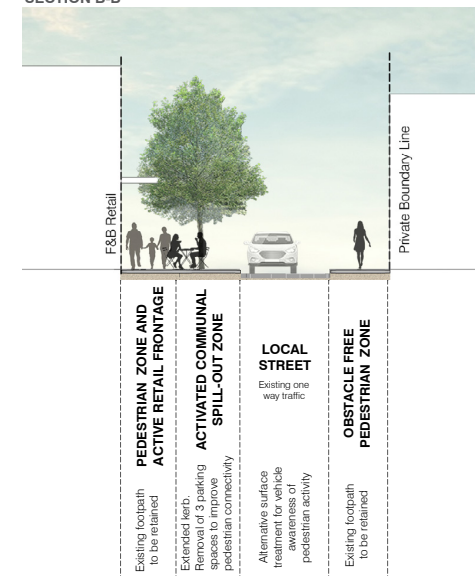 SECTION B-B
F&B Retail
Private Boundary Line
PEDESTRIAN ZONE AND
ACTIVE RETAIL FRONTAGE
Existing footpath
to be retained
ACTIVATED COMMUNAL
SPILL-OUT ZONE
Extended kerb.
Removal of 3 parking
spaces to improve
pedestrian connectivity
LOCAL
STREET
Existing one
way traffic
Alternative surface
treatment for vehicle
awareness of
pedestrian activity
OBSTACLE FREE
PEDESTRIAN ZONE
Existing footpath
to be retained